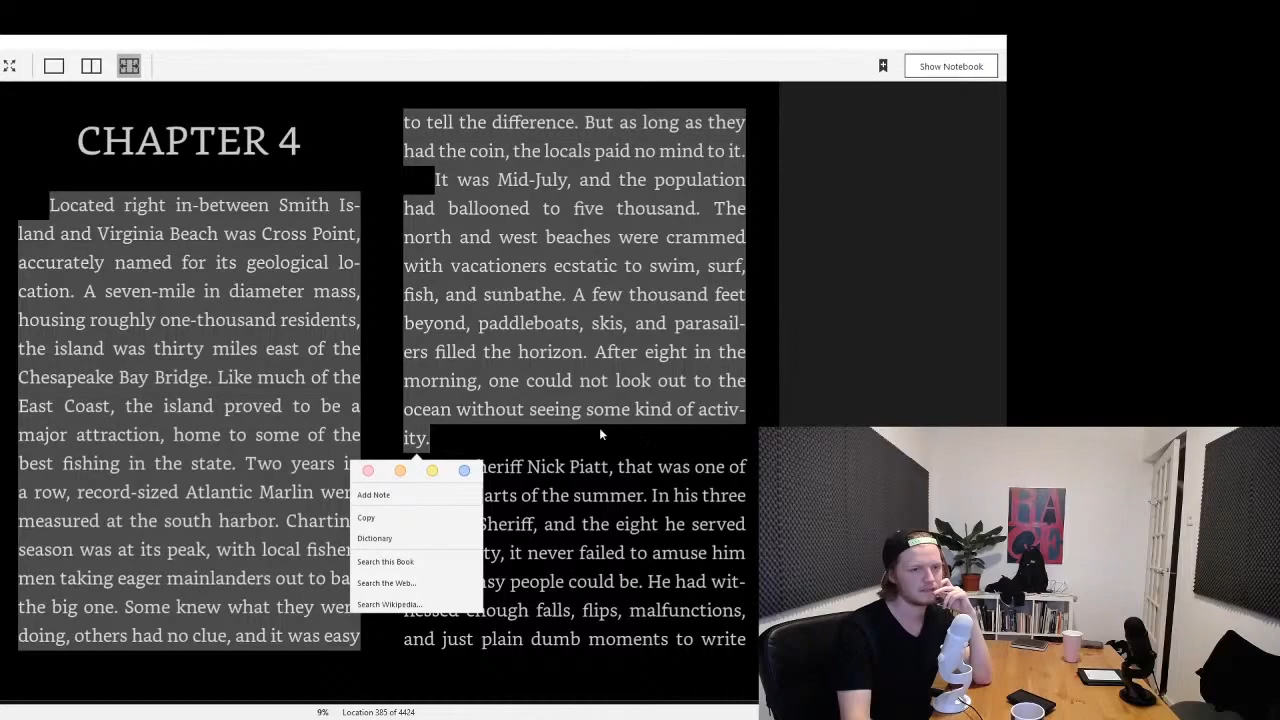 Show Notebook
CHAPTER 4
Located right in-between Smith Is-
land and Virginia Beach was Cross Point,
accurately named for its geological lo-
cation. A seven-mile in diameter mass,
housing roughly one-thousand residents,
the island was thirty miles east of the
Chesapeake Bay Bridge. Like much of the
East Coast, the island proved to be a
major attraction, home to some of the
best fishing in the state. Two years i
a row, record-sized Atlantic Marlin wer
measured at the south harbor. Chartin
season was at its peak, with local fisher
men taking eager mainlanders out to ba
the big one. Some knew what they wer
doing, others had no clue, and it was easy
to tell the difference. But as long as they
had the coin, the locals paid no mind to it.
It was Mid-July, and the population
had ballooned to five thousand. The
north and west beaches were crammed
with vacationers ecstatic to swim, surf,
fish, and sunbathe. A few thousand feet
beyond, paddleboats, skis, and parasail-
ers filled the horizon. After eight in the
morning, one could not look out to the
ocean without seeing some kind of activ-
ity.
heriff Nick Piatt, that was one of
arts of the summer. In his three
Sheriff, and the eight he served
ty, it never failed to amuse him
nsy people could be. He had wit-
nessed enough falls, flips, malfunctions,
and just plain dumb moments to write
Add Note
Copy
Dictionary
Search this Book
Search the Web...
Search Wikipedia...
9% Location 385 of 4424
RAGE